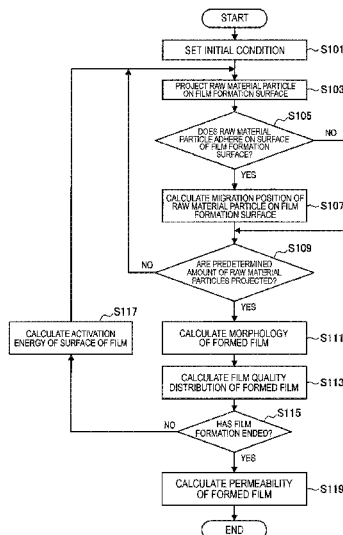 START
SET INITIAL CONDITION
S101
PROJECT RAW MATERIAL PARTICLE
ON FILM FORMATION SURFACE
S103
S105
DOES RAW MATERIAL
PARTICLE ADHERE ON SURFACE
OF FILM FORMATION
SURFACE?
NO
YES
CALCULATE MIGRATION POSITION OF
RAW MATERIAL PARTICLE ON FILM
FORMATION SURFACE
S107
S109
ARE PREDETERMINED
AMOUNT OF RAW MATERIAL
PARTICLES PROJECTED?
NO
YES
S117
CALCULATE ACTIVATION
ENERGY OF SURFACE OF FILM
CALCULATE MORPHOLOGY
OF FORMED FILM
S111
CALCULATE FILM QUALITY
DISTRIBUTION OF FORMED FILM
S113
S115
HAS FILM
FORMATION ENDED?
NO
YES
CALCULATE PERMEABILITY
OF FORMED FILM
S119
END